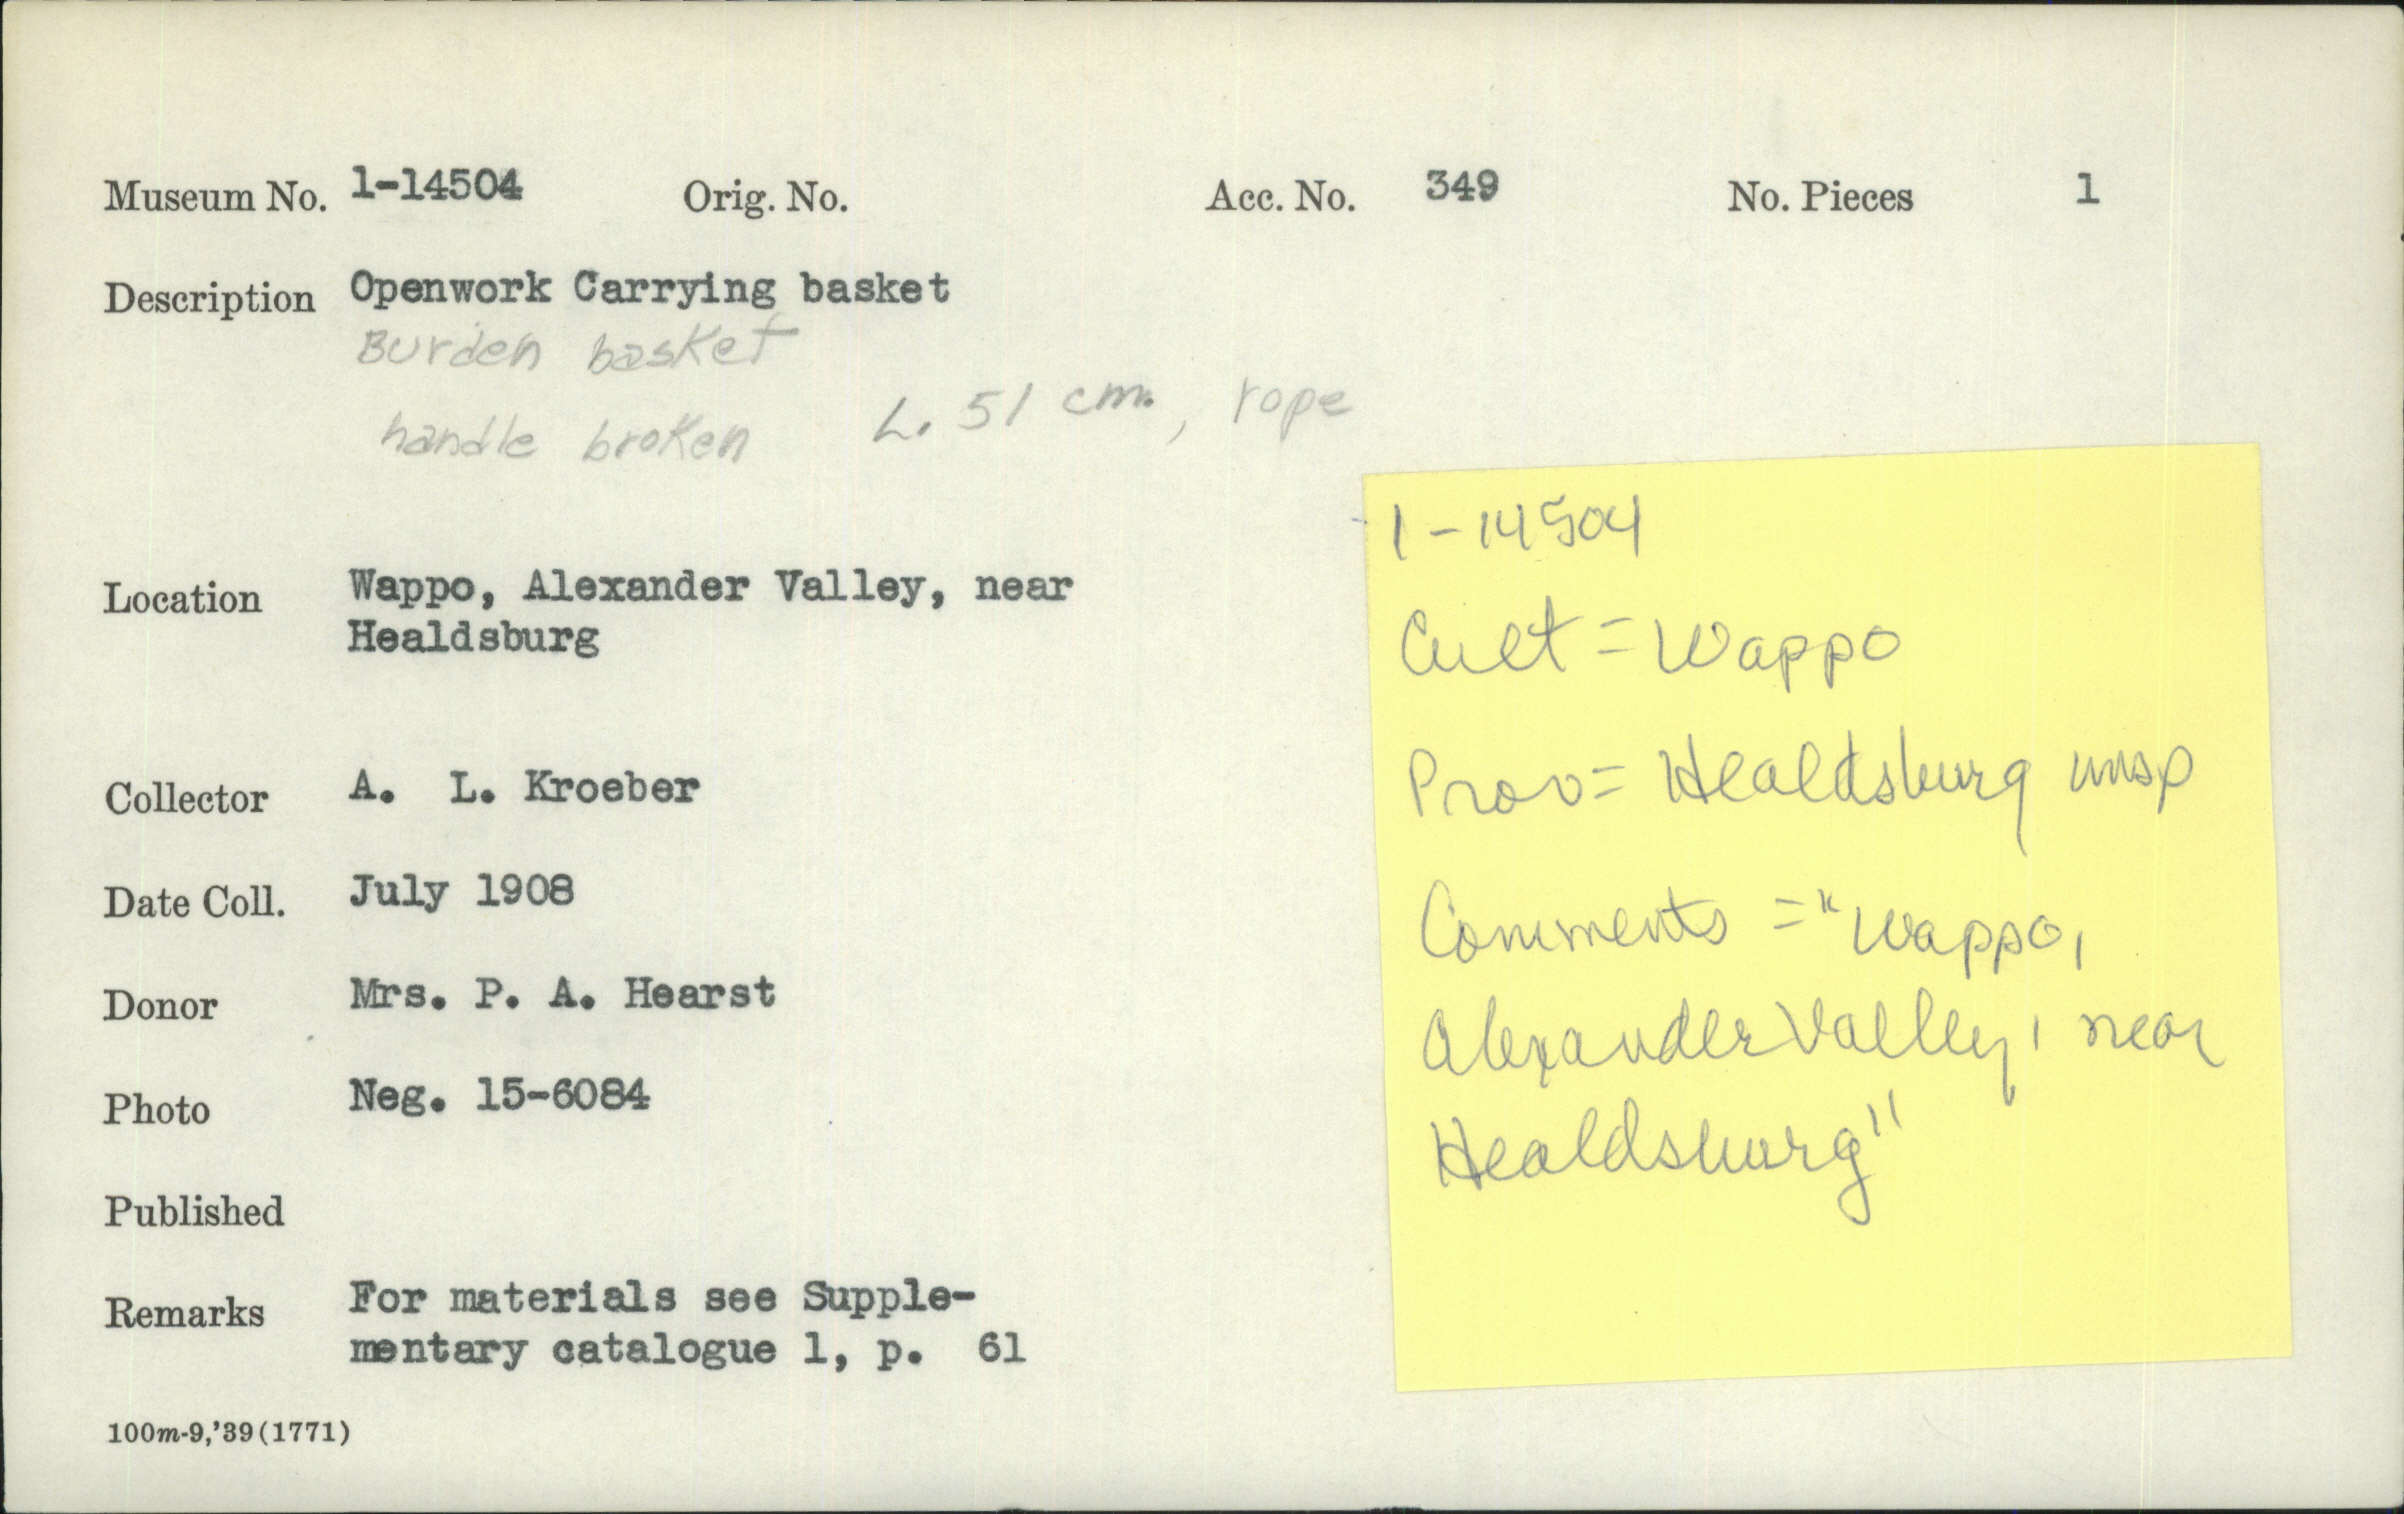 Museum No. 1-14504 Orig. No. Acc. No. 349 No. Pieces 1
Description Openwork Carrying basket
Burden basket
handle broken L. 51 cm., rope
Location Wappo, Alexander Valley, near
Healdsburg
Collector A. L. Kroeber
Date Coll. July 1908
Donor Mrs. P. A. Hearst
Photo Neg. 15-6084
Published
Remarks For materials see Supple-
mentary catalogue 1, p. 61
100m-9,'39(1771)
1-14504
Cult = Wappo
Prov = Healdsburg unsp
Comments = "Wappo,
Alexander Valley, near
Healdsburg"